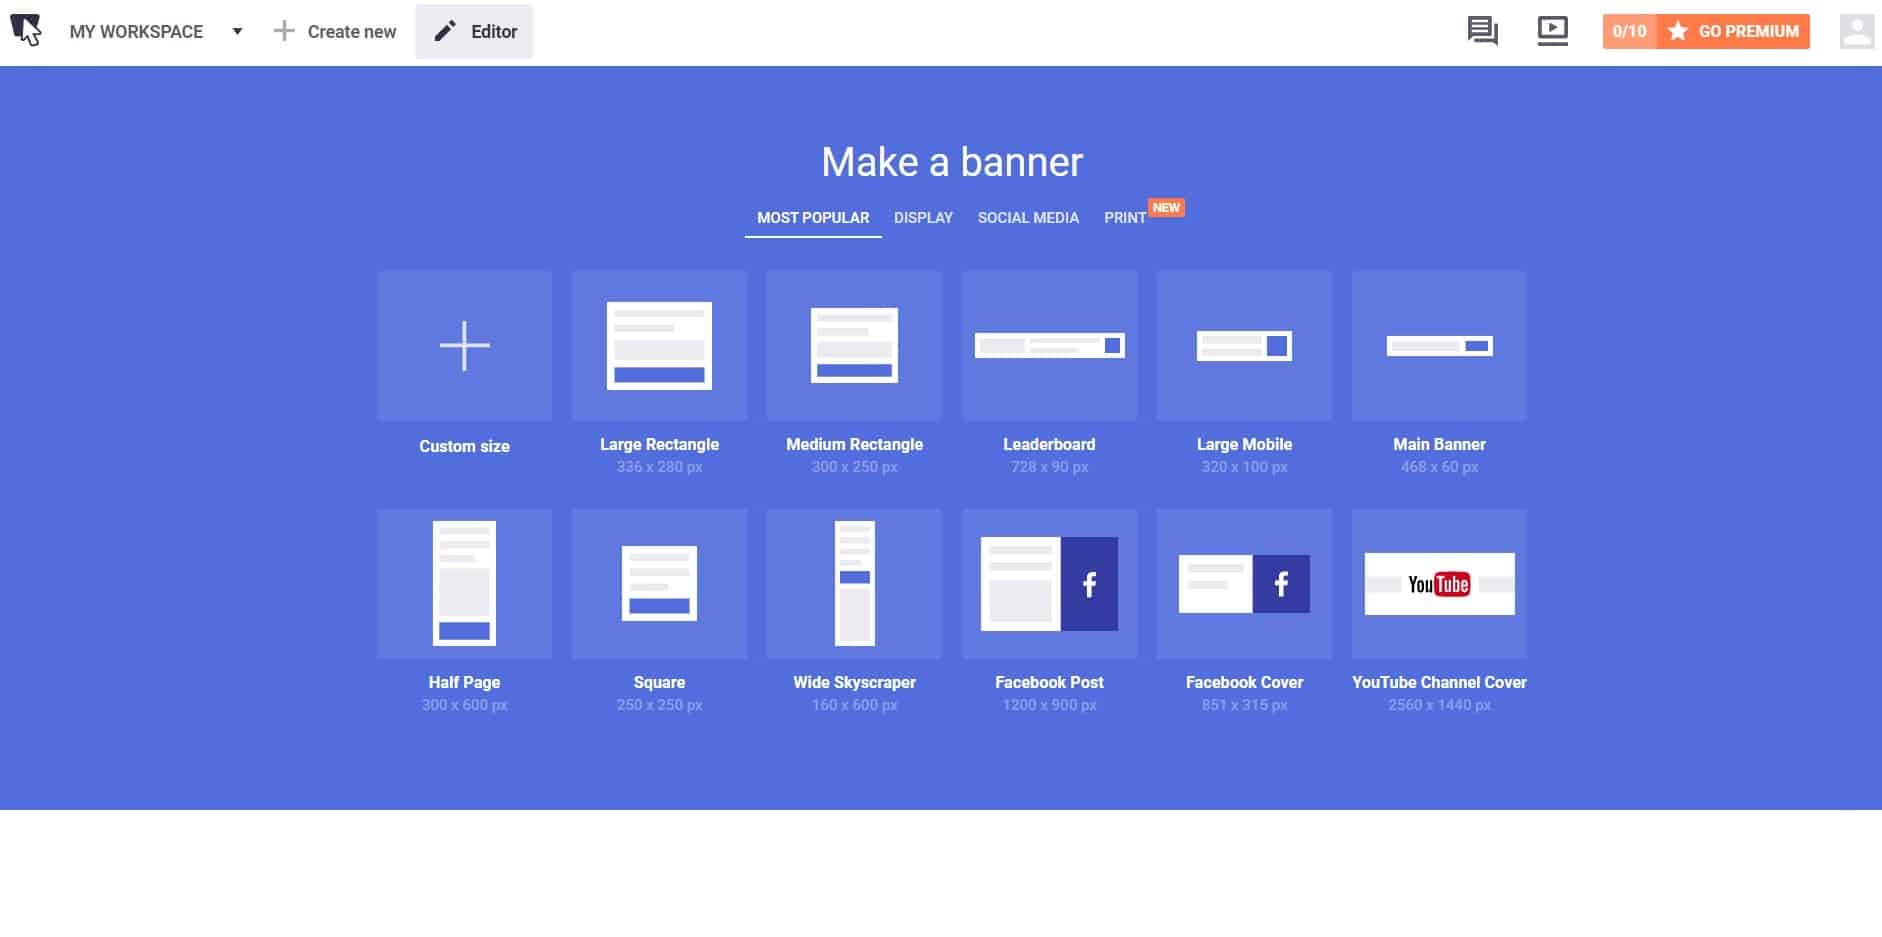 MY WORKSPACE
Create new
Editor
0/10
GO PREMIUM
Make a banner
MOST POPULAR
DISPLAY
SOCIAL MEDIA
PRINT
NEW
Custom size
Large Rectangle
336 x 280 px
Medium Rectangle
300 x 250 px
Leaderboard
728 x 90 px
Large Mobile
320 x 100 px
Main Banner
468 x 60 px
f
f
YouTube
Half Page
300 x 600 px
Square
250 x 250 px
Wide Skyscraper
160 x 600 px
Facebook Post
1200 x 900 px
Facebook Cover
851 x 315 px
YouTube Channel Cover
2560 x 1440 px